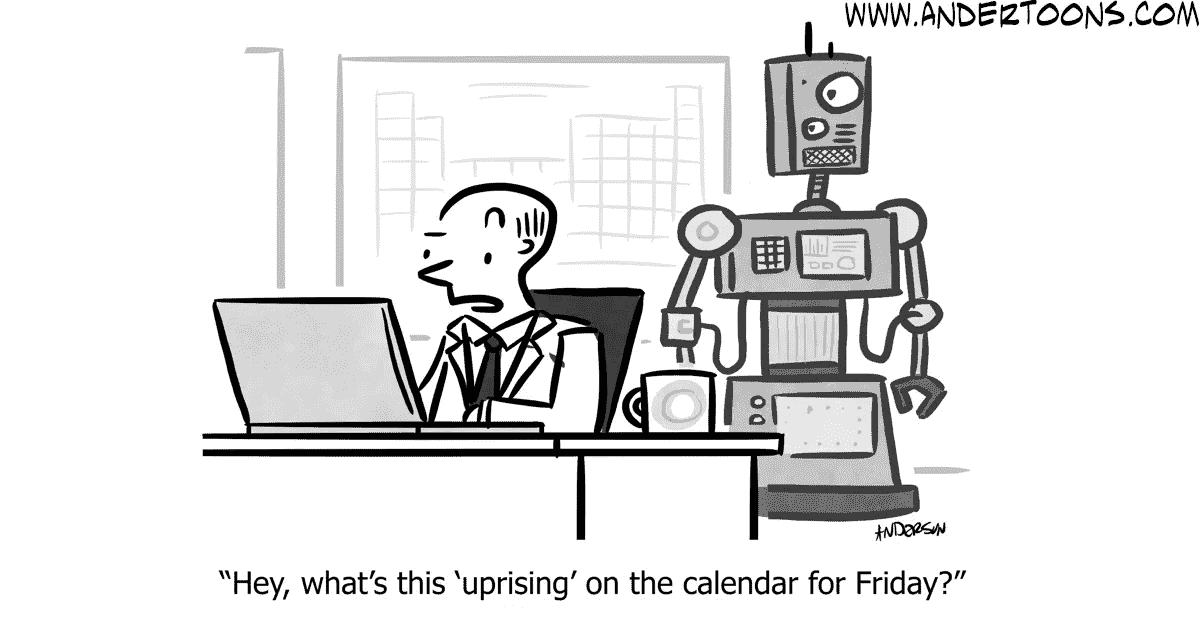 WWW.ANDERTOONS.COM
ANDERSON
“Hey, what’s this ‘uprising’ on the calendar for Friday?”